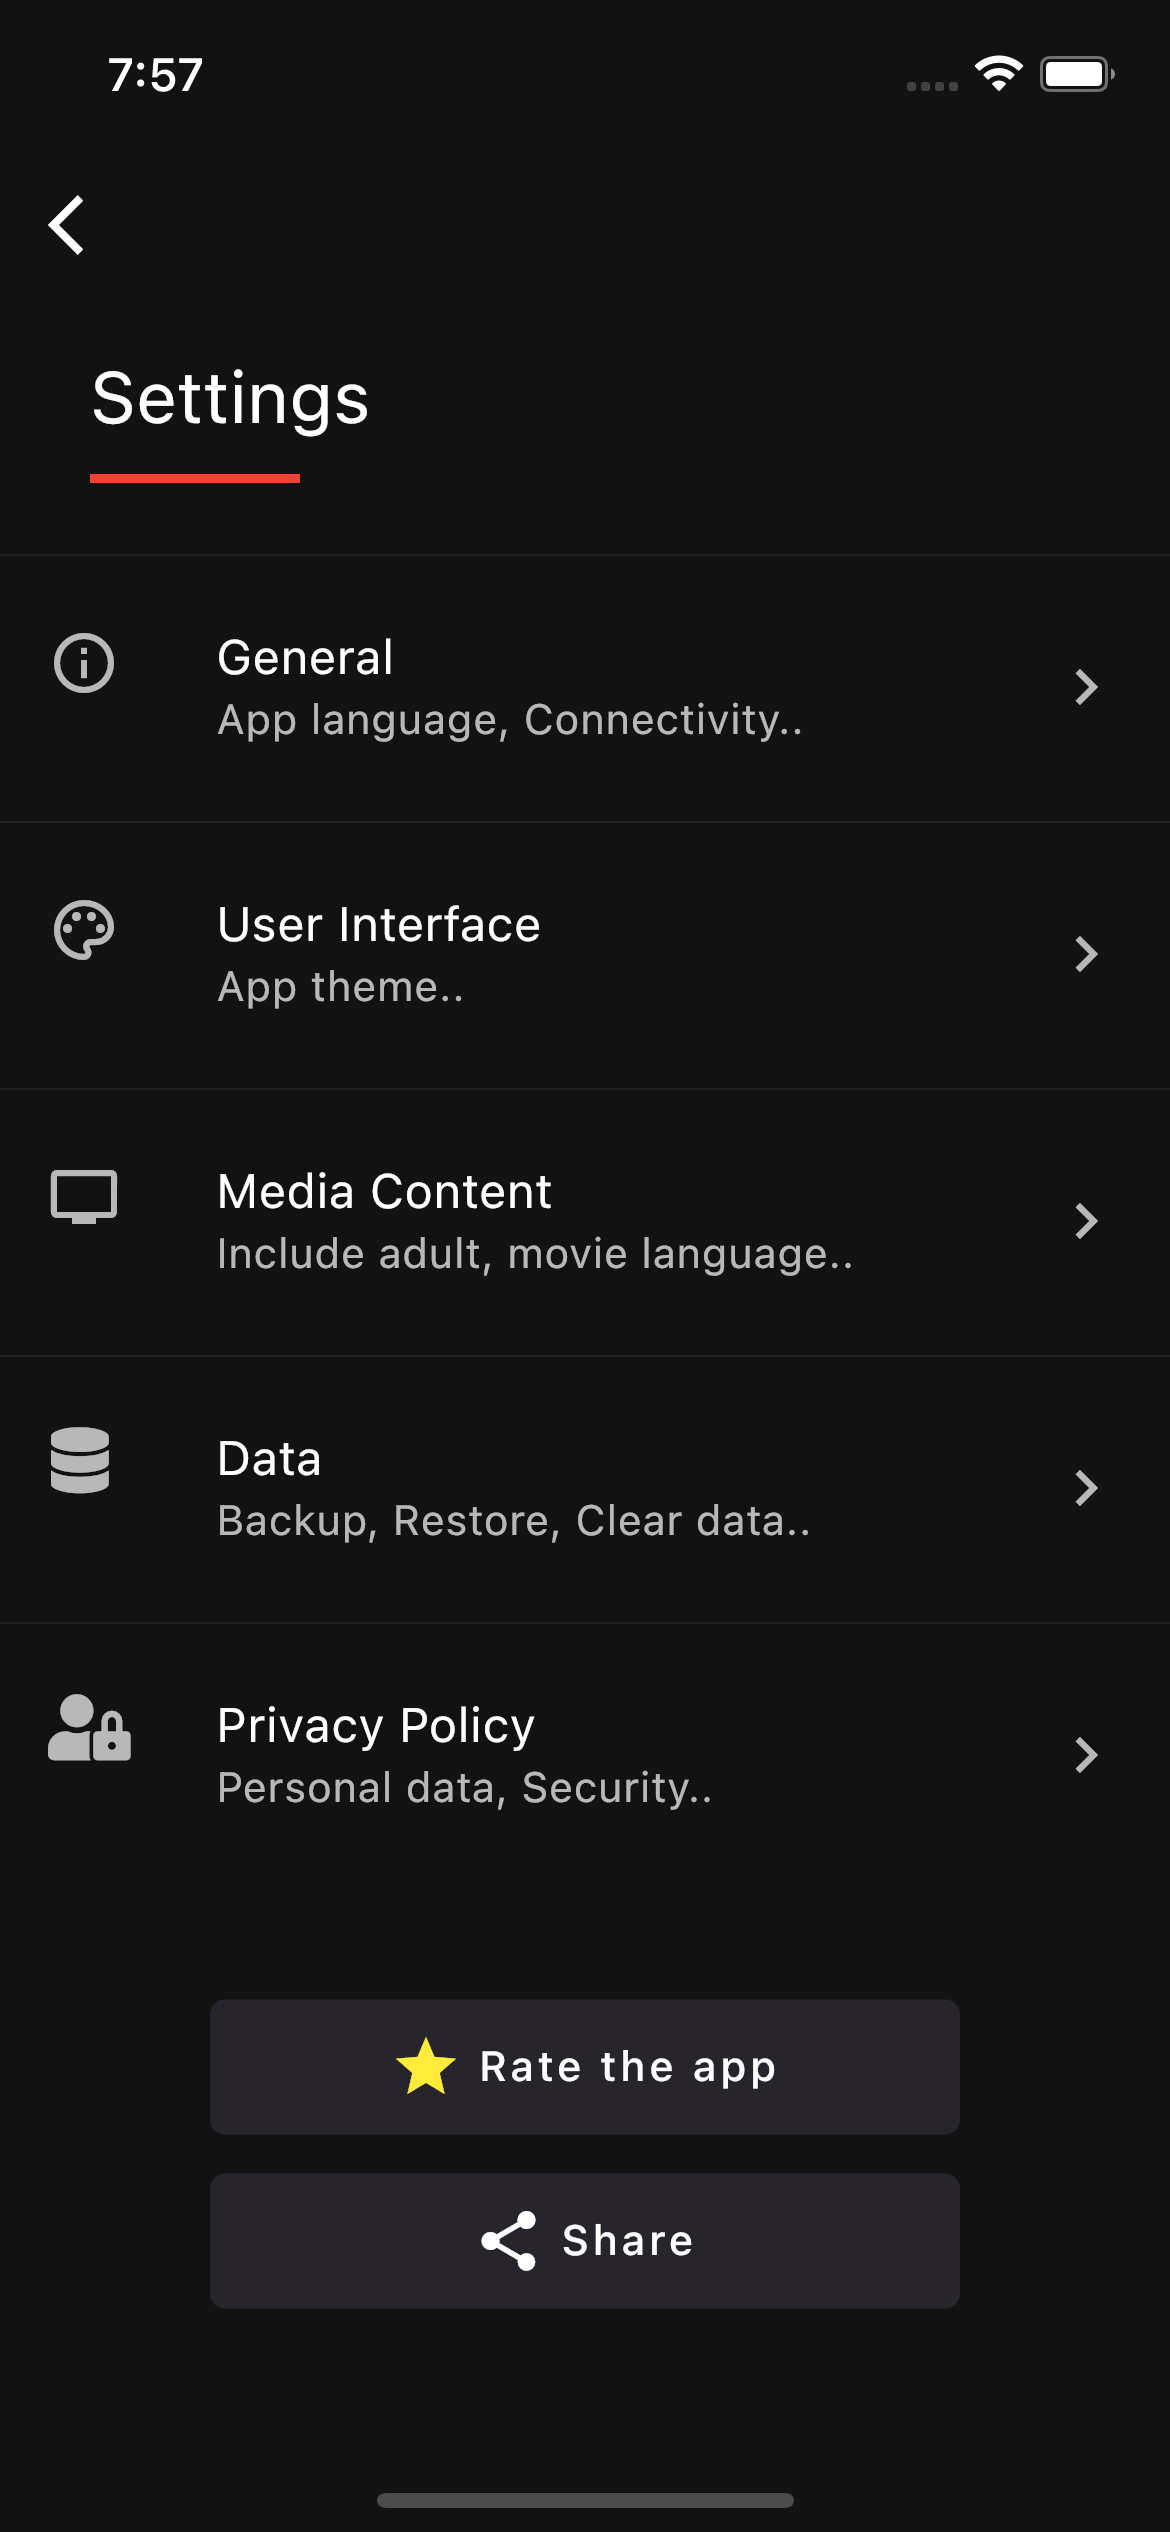 7:57
Settings
General
App language, Connectivity..
User Interface
App theme..
Media Content
Include adult, movie language..
Data
Backup, Restore, Clear data..
Privacy Policy
Personal data, Security..
Rate the app
Share